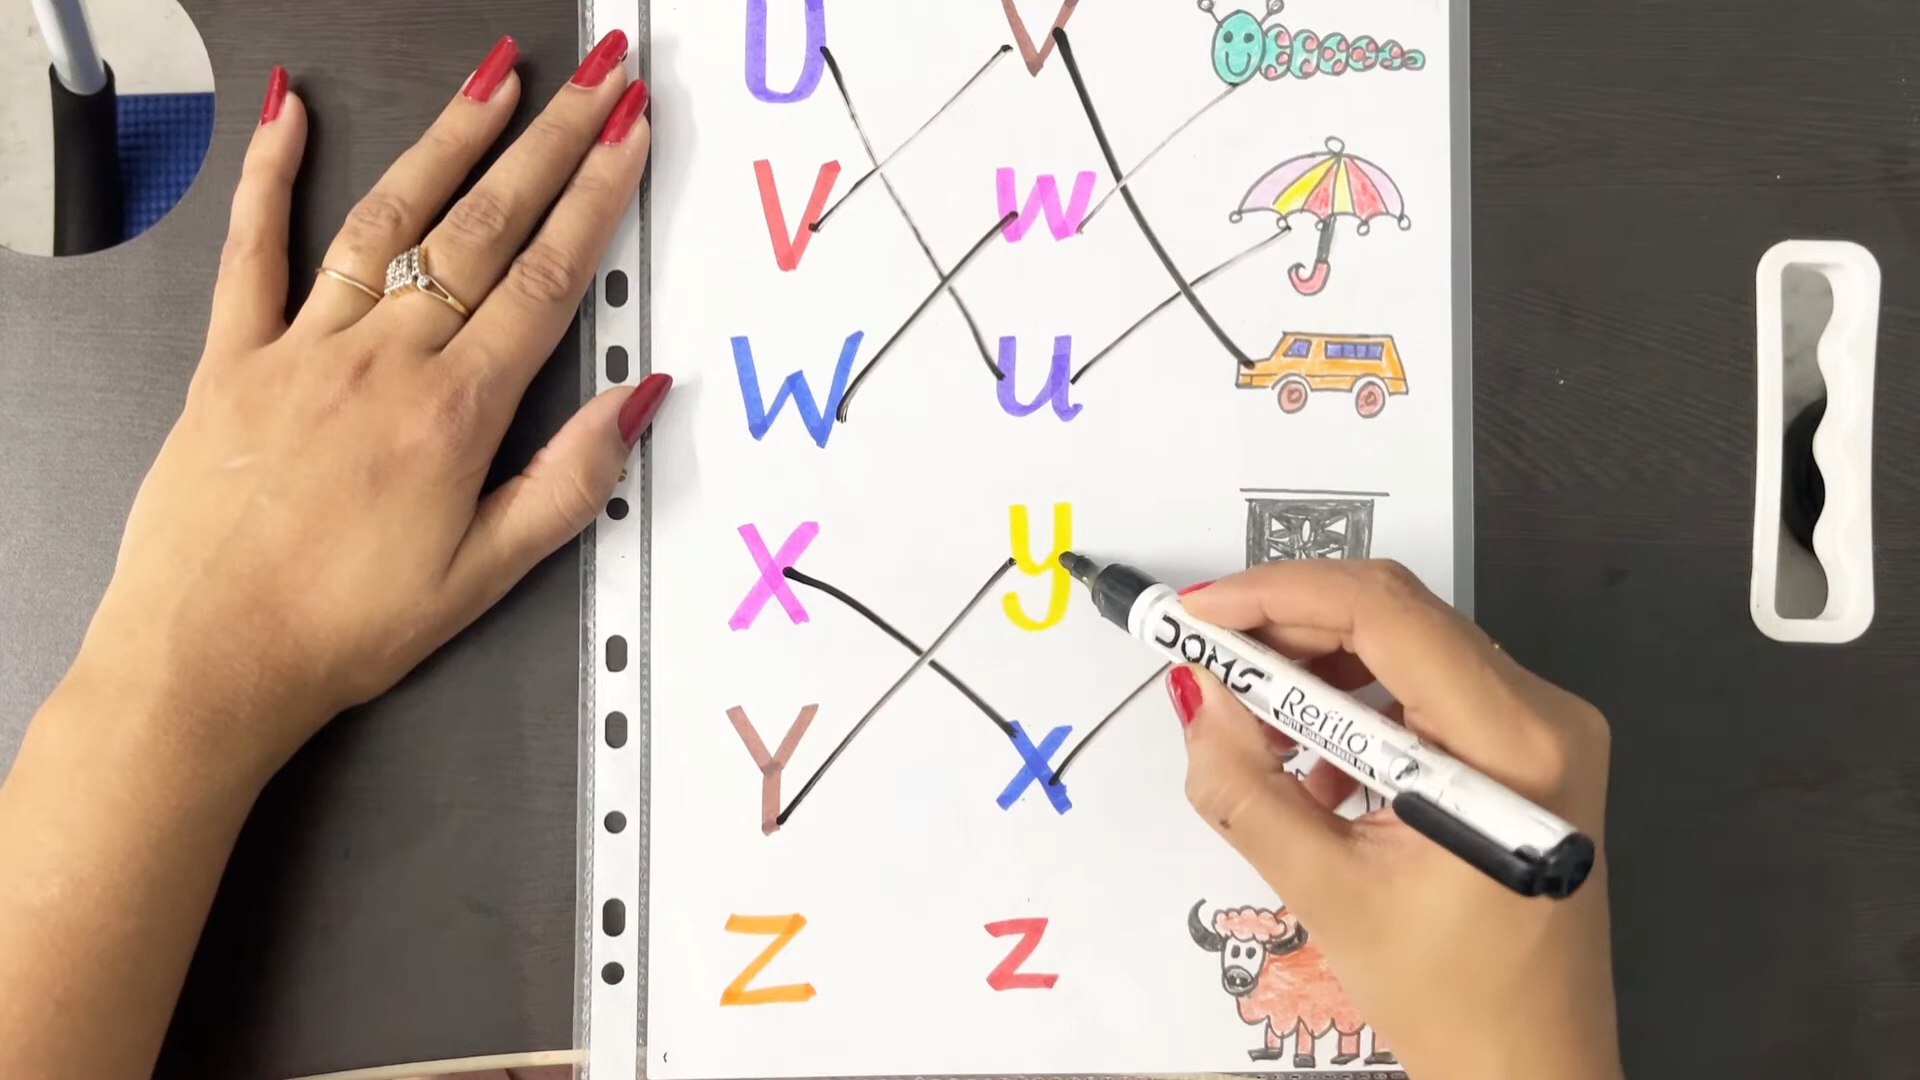 U v
V w
W u
X y
Y x
Z z
DOMS Refilo
WHITE BOARD MARKER PEN